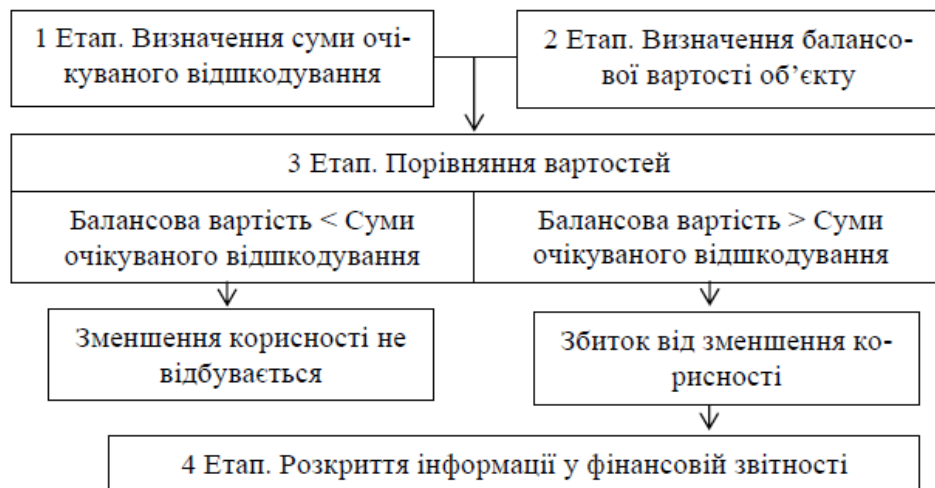 1 Етап. Визначення суми очі-
куваного відшкодування
2 Етап. Визначення балансо-
вої вартості об’єкту
3 Етап. Порівняння вартостей
Балансова вартість < Суми
очікуваного відшкодування
Балансова вартість > Суми
очікуваного відшкодування
Зменшення корисності не
відбувається
Збиток від зменшення ко-
рисності
4 Етап. Розкриття інформації у фінансовій звітності